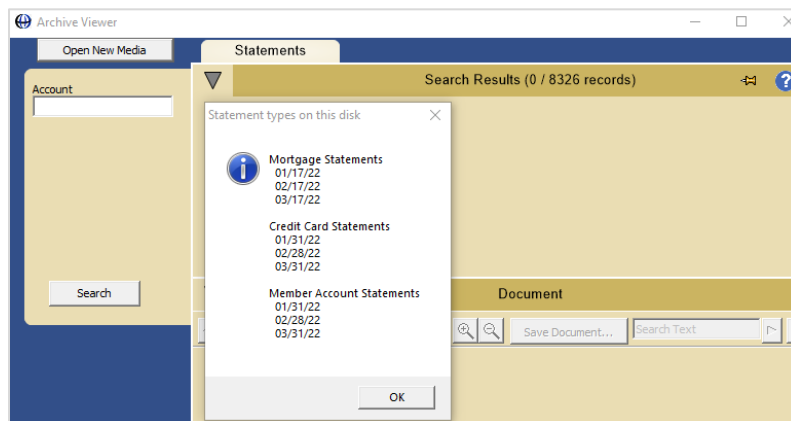 Archive Viewer
Open New Media
Statements
Account
Search Results (0 / 8326 records)
Statement types on this disk
Mortgage Statements
01/17/22
02/17/22
03/17/22
Credit Card Statements
01/31/22
02/28/22
03/31/22
Member Account Statements
01/31/22
02/28/22
03/31/22
OK
Search
Document
Save Document...
Search Text